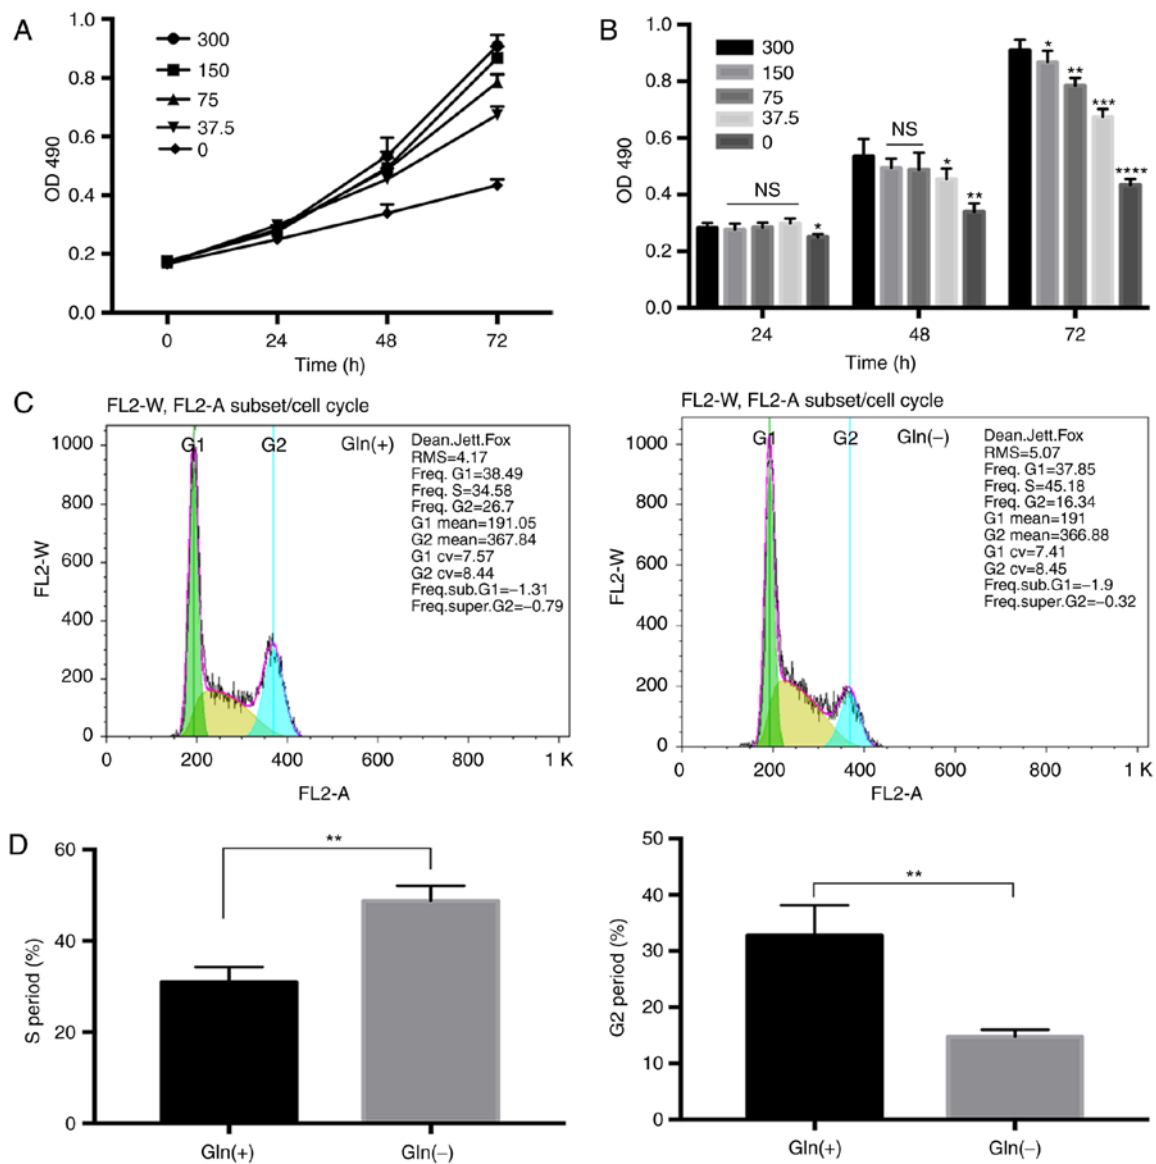 A
1.0
0.8
0.6
0.4
0.2
0.0
OD 490
300
150
75
37.5
0
0
24
48
72
Time (h)
B
1.0
0.8
0.6
0.4
0.2
0.0
OD 490
300
150
75
37.5
0
NS
*
NS
*
**
*
**
***
****
24
48
72
Time (h)
C
FL2-W, FL2-A subset/cell cycle
1000
800
600
400
200
0
FL2-W
G1
G2
Gln(+)
Dean.Jett.Fox
RMS=4.17
Freq. G1=38.49
Freq. S=34.58
Freq. G2=26.7
G1 mean=191.05
G2 mean=367.84
G1 cv=7.57
G2 cv=8.44
Freq.sub.G1=−1.31
Freq.super.G2=−0.79
0
200
400
600
800
1 K
FL2-A
FL2-W, FL2-A subset/cell cycle
1000
800
600
400
200
0
FL2-W
G1
G2
Gln(−)
Dean.Jett.Fox
RMS=5.07
Freq. G1=37.85
Freq. S=45.18
Freq. G2=16.34
G1 mean=191
G2 mean=366.88
G1 cv=7.41
G2 cv=8.45
Freq.sub.G1=−1.9
Freq.super.G2=−0.32
0
200
400
600
800
1 K
FL2-A
D
60
40
20
0
S period (%)
**
Gln(+)
Gln(−)
50
40
30
20
10
0
G2 period (%)
**
Gln(+)
Gln(−)